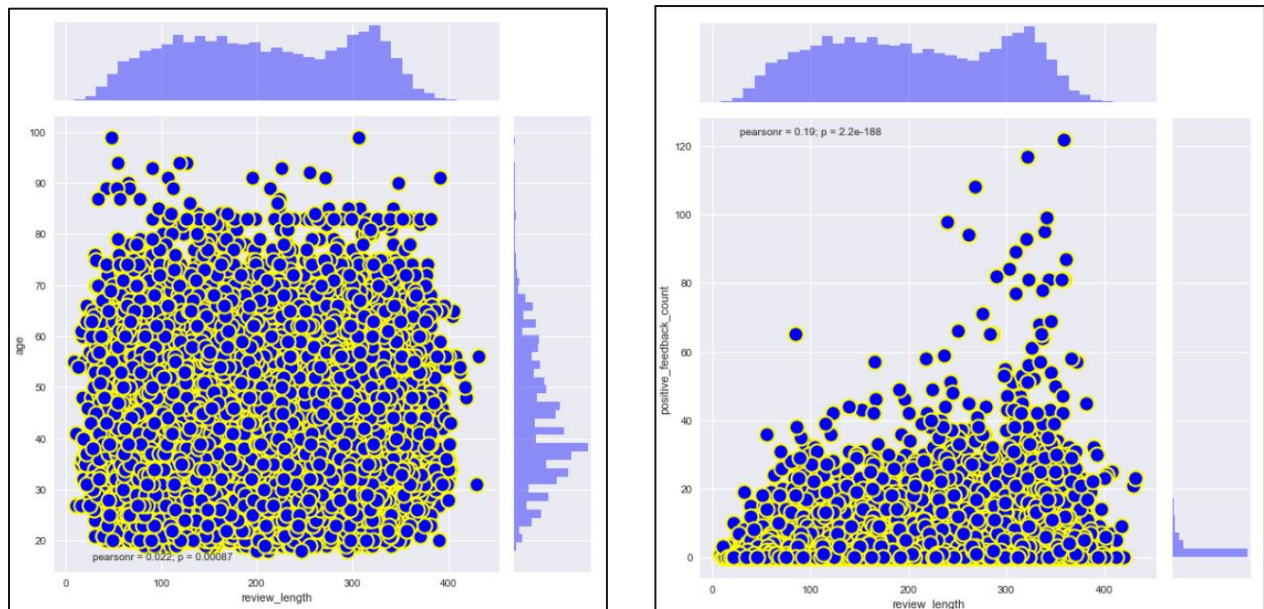 100
90
80
70
60
50
40
30
20
age
pearsonr = 0.022; p = 0.00087
0 100 200 300 400
review_length
pearsonr = 0.19; p = 2.2e-188
120
100
80
60
40
20
0
positive_feedback_count
0 100 200 300 400
review_length